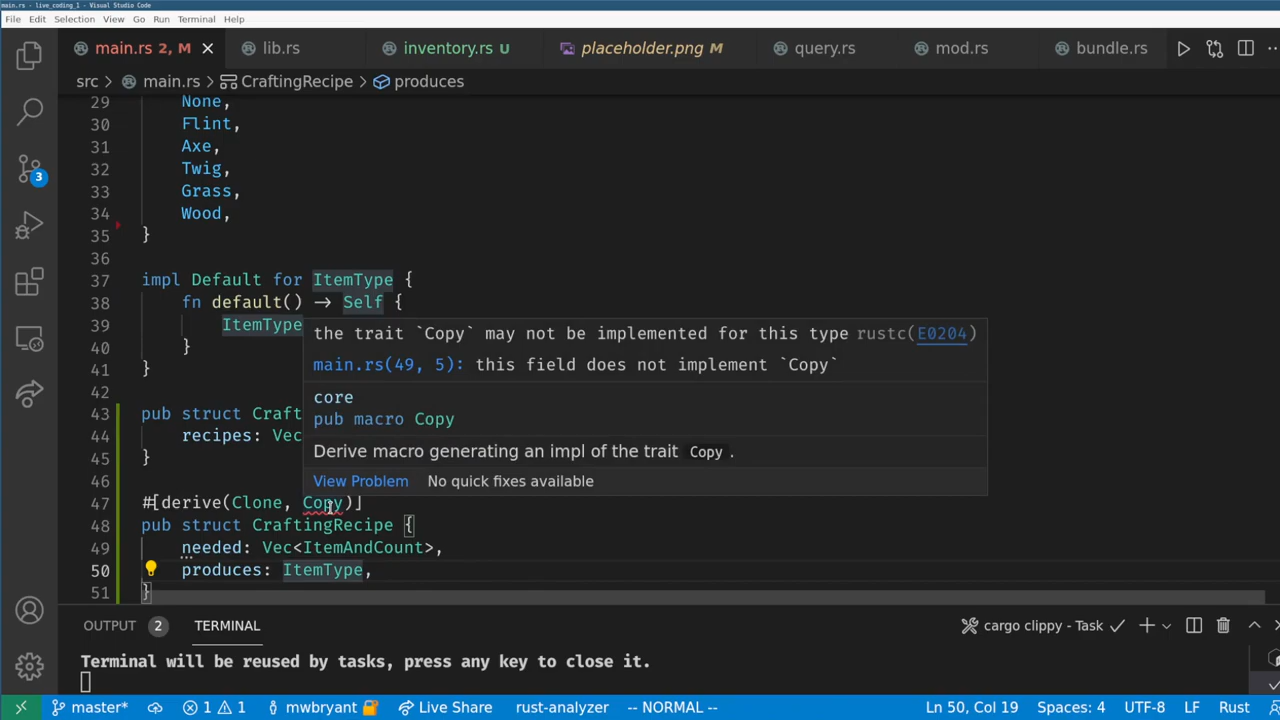 main.rs - live_coding_1 - Visual Studio Code
File Edit Selection View Go Run Terminal Help
main.rs 2, M lib.rs inventory.rs U placeholder.png M query.rs mod.rs bundle.rs
src > main.rs > CraftingRecipe > produces
29 None,
30 Flint,
31 Axe,
32 Twig,
33 Grass,
34 Wood,
35 }
36
37 impl Default for ItemType {
38 fn default() -> Self {
39 ItemType
40 }
41 }
42
43 pub struct Craft
44 recipes: Vec
45 }
46
the trait `Copy` may not be implemented for this type rustc(E0204)
main.rs(49, 5): this field does not implement `Copy`
core
pub macro Copy
Derive macro generating an impl of the trait Copy .
View Problem No quick fixes available
47 #[derive(Clone, Copy)]
48 pub struct CraftingRecipe {
49 needed: Vec<ItemAndCount>,
50 produces: ItemType,
51 }
3
OUTPUT 2 TERMINAL cargo clippy - Task
Terminal will be reused by tasks, press any key to close it.
master* 1 1 mwbryant Live Share rust-analyzer -- NORMAL -- Ln 50, Col 19 Spaces: 4 UTF-8 LF Rust